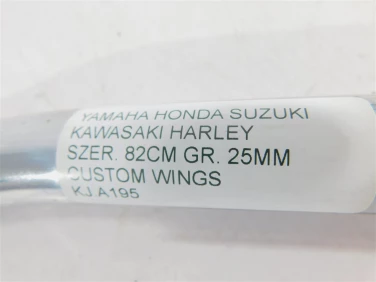 YAMAHA HONDA SUZUKI
KAWASAKI HARLEY
SZER. 82CM GR. 25MM
CUSTOM WINGS
KJ A195